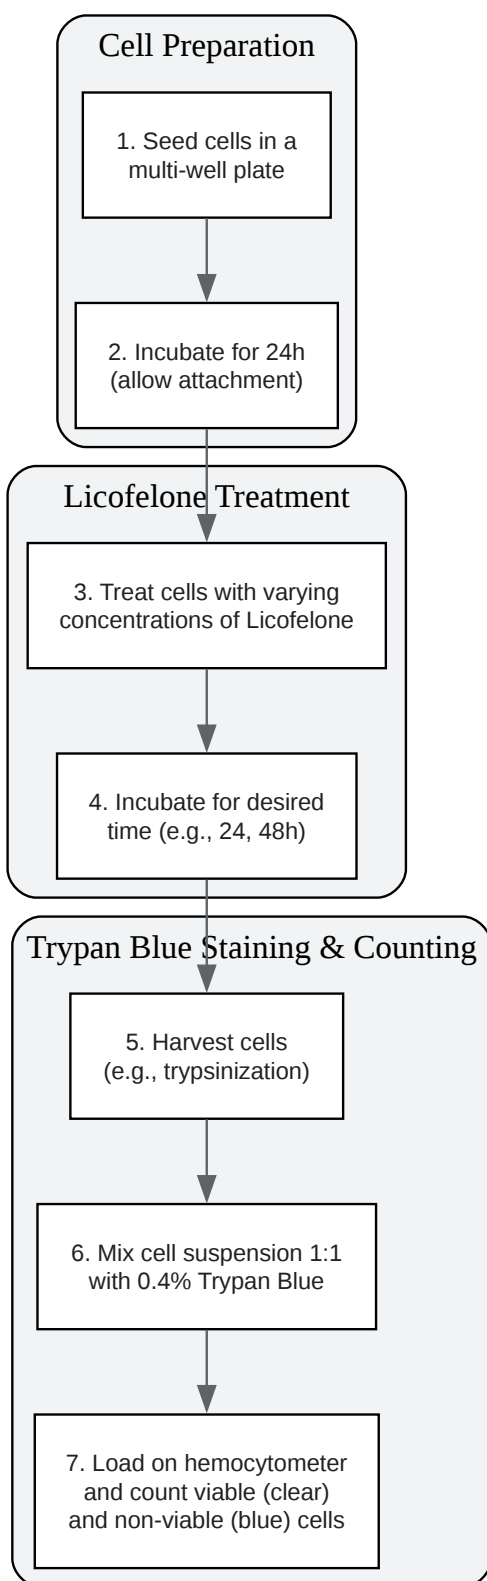 Cell Preparation
1. Seed cells in a
multi-well plate
2. Incubate for 24h
(allow attachment)
Licofelone Treatment
3. Treat cells with varying
concentrations of Licofelone
4. Incubate for desired
time (e.g., 24, 48h)
Trypan Blue Staining & Counting
5. Harvest cells
(e.g., trypsinization)
6. Mix cell suspension 1:1
with 0.4% Trypan Blue
7. Load on hemocytometer
and count viable (clear)
and non-viable (blue) cells